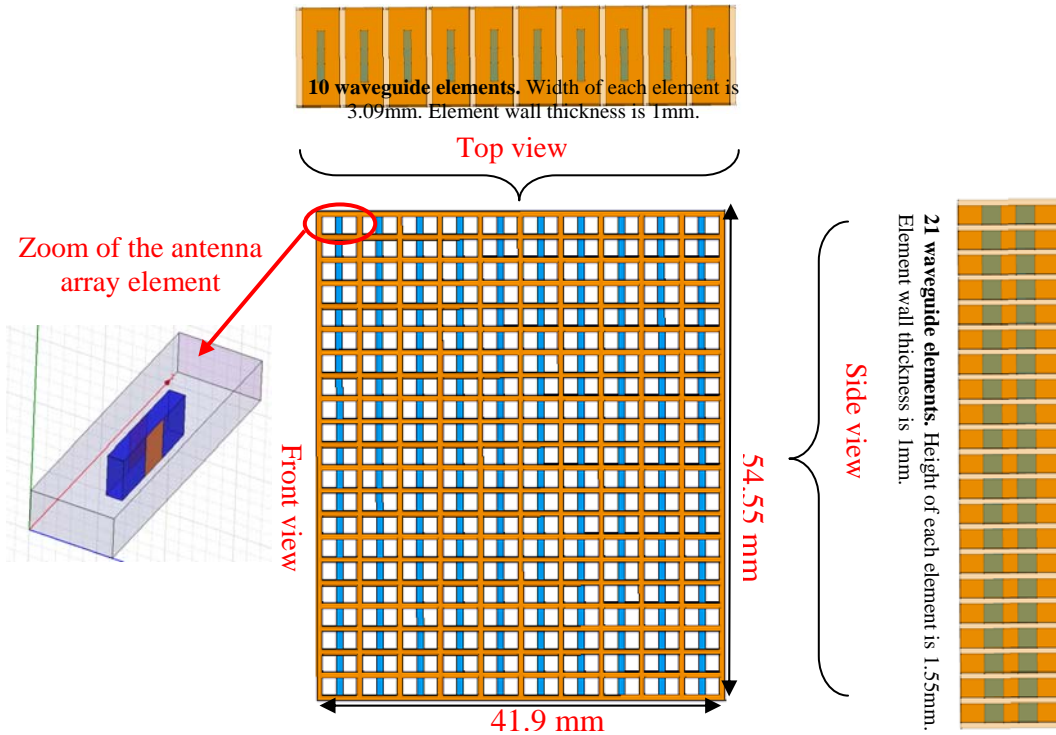 10 waveguide elements. Width of each element is
3.09mm. Element wall thickness is 1mm.
Top view
Zoom of the antenna
array element
Front view
54.55 mm
41.9 mm
Side view
21 waveguide elements. Height of each element is 1.55mm.
Element wall thickness is 1mm.